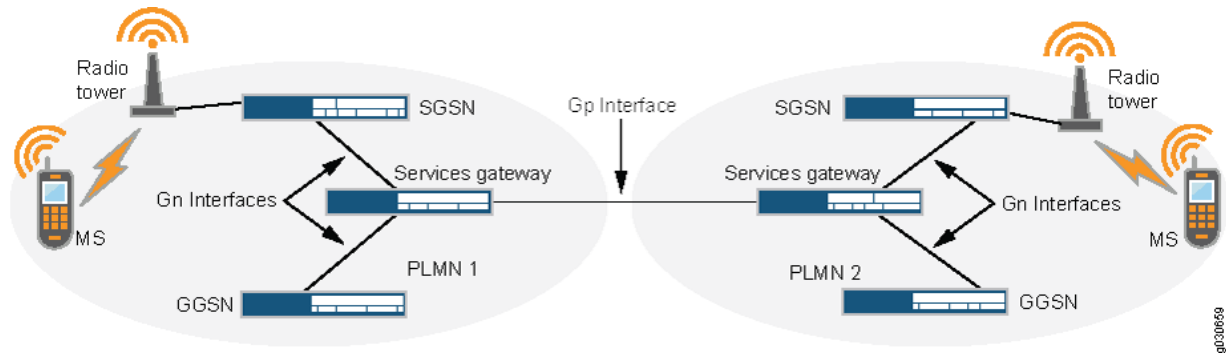 Radio
tower
SGSN
Gp Interface
SGSN
Radio
tower
Services gateway
Services gateway
Gn Interfaces
Gn Interfaces
MS
MS
PLMN 1
PLMN 2
GGSN
GGSN
g030659